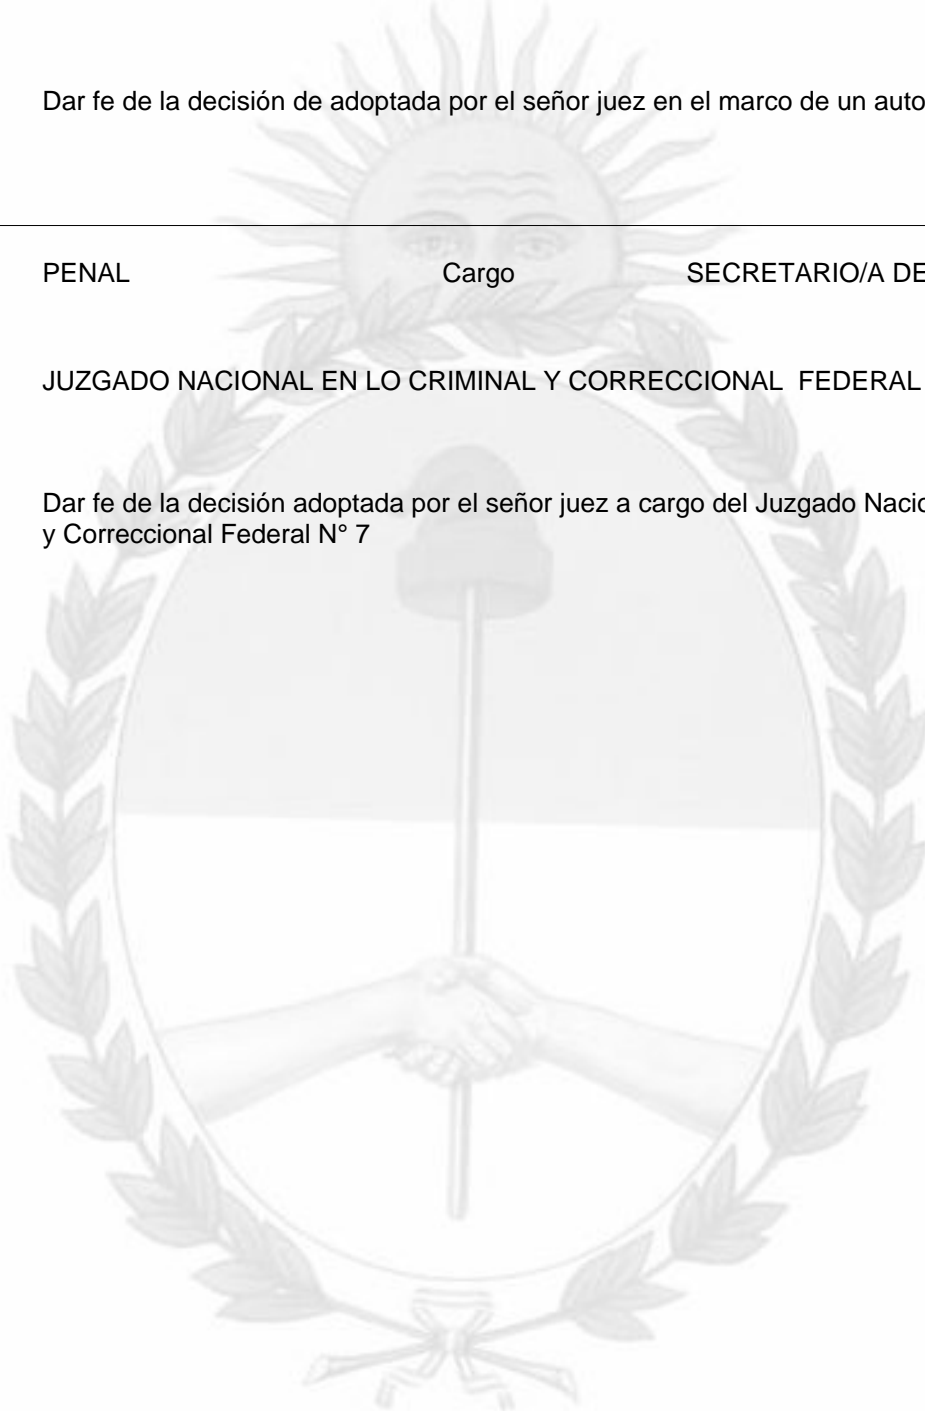 Dar fe de la decisión de adoptada por el señor juez en el marco de un auto
PENAL Cargo SECRETARIO/A DE
JUZGADO NACIONAL EN LO CRIMINAL Y CORRECCIONAL FEDERAL
Dar fe de la decisión adoptada por el señor juez a cargo del Juzgado
y Correccional Federal N° 7